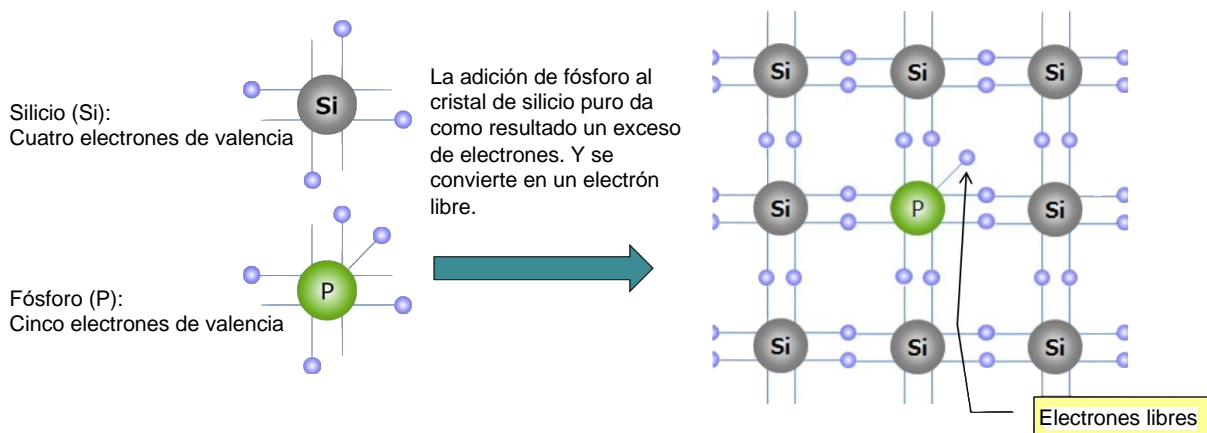 Si
Silicio (Si):
Cuatro electrones de valencia
P
Fósforo (P):
Cinco electrones de valencia
La adición de fósforo al
cristal de silicio puro da
como resultado un exceso
de electrones. Y se
convierte en un electrón
libre.
Si Si Si
Si P Si
Si Si Si
Electrones libres